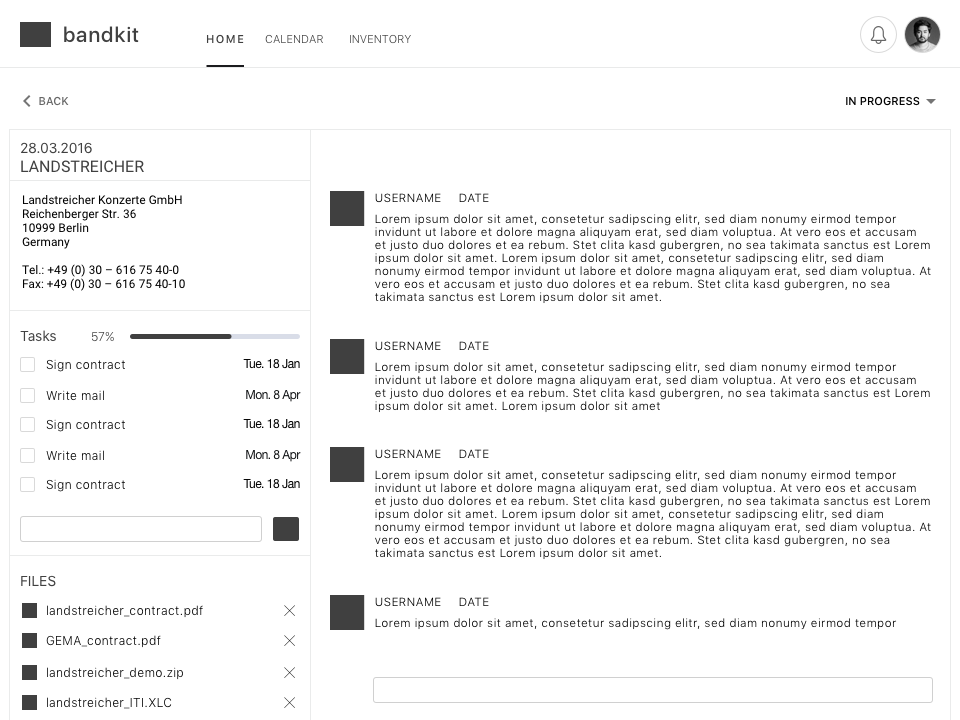 bandkit
HOME CALENDAR INVENTORY
BACK
IN PROGRESS
28.03.2016
LANDSTREICHER
Landstreicher Konzerte GmbH
Reichenberger Str. 36
10999 Berlin
Germany
Tel.: +49 (0) 30 – 616 75 40-0
Fax: +49 (0) 30 – 616 75 40-10
Tasks 57%
Sign contract Tue. 18 Jan
Write mail Mon. 8 Apr
Sign contract Tue. 18 Jan
Write mail Mon. 8 Apr
Sign contract Tue. 18 Jan
FILES
landstreicher_contract.pdf
GEMA_contract.pdf
landstreicher_demo.zip
landstreicher_ITI.XLC
USERNAME DATE
Lorem ipsum dolor sit amet, consetetur sadipscing elitr, sed diam nonumy eirmod tempor
invidunt ut labore et dolore magna aliquyam erat, sed diam voluptua. At vero eos et accusam
et justo duo dolores et ea rebum. Stet clita kasd gubergren, no sea takimata sanctus est Lorem
ipsum dolor sit amet. Lorem ipsum dolor sit amet, consetetur sadipscing elitr, sed diam
nonumy eirmod tempor invidunt ut labore et dolore magna aliquyam erat, sed diam voluptua. At
vero eos et accusam et justo duo dolores et ea rebum. Stet clita kasd gubergren, no sea
takimata sanctus est Lorem ipsum dolor sit amet.
USERNAME DATE
Lorem ipsum dolor sit amet, consetetur sadipscing elitr, sed diam nonumy eirmod tempor
invidunt ut labore et dolore magna aliquyam erat, sed diam voluptua. At vero eos et accusam
et justo duo dolores et ea rebum. Stet clita kasd gubergren, no sea takimata sanctus est Lorem
ipsum dolor sit amet. Lorem ipsum dolor sit amet
USERNAME DATE
Lorem ipsum dolor sit amet, consetetur sadipscing elitr, sed diam nonumy eirmod tempor
invidunt ut labore et dolore magna aliquyam erat, sed diam voluptua. At vero eos et accusam
et justo duo dolores et ea rebum. Stet clita kasd gubergren, no sea takimata sanctus est Lorem
ipsum dolor sit amet. Lorem ipsum dolor sit amet, consetetur sadipscing elitr, sed diam
nonumy eirmod tempor invidunt ut labore et dolore magna aliquyam erat, sed diam voluptua. At
vero eos et accusam et justo duo dolores et ea rebum. Stet clita kasd gubergren, no sea
takimata sanctus est Lorem ipsum dolor sit amet.
USERNAME DATE
Lorem ipsum dolor sit amet, consetetur sadipscing elitr, sed diam nonumy eirmod tempor